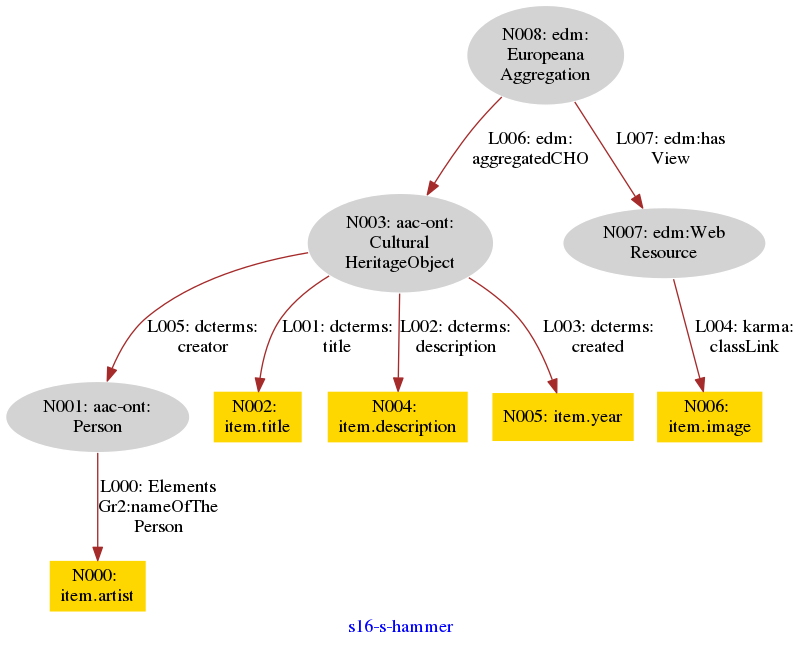 N008: edm:
Europeana
Aggregation
L006: edm:
aggregatedCHO
L007: edm:has
View
N003: aac-ont:
Cultural
HeritageObject
N007: edm:Web
Resource
L005: dcterms:
creator
L001: dcterms:
title
L002: dcterms:
description
L003: dcterms:
created
L004: karma:
classLink
N001: aac-ont:
Person
N002:
item.title
N004:
item.description
N005: item.year
N006:
item.image
L000: Elements
Gr2:nameOfThe
Person
N000:
item.artist
s16-s-hammer